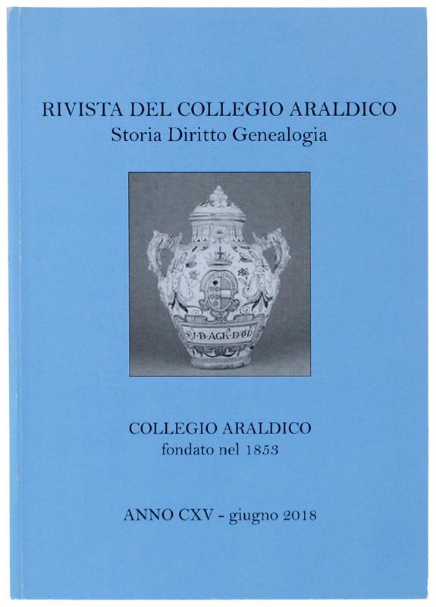 RIVISTA DEL COLLEGIO ARALDICO
Storia Diritto Genealogia
COLLEGIO ARALDICO
fondato nel 1853
ANNO CXV - giugno 2018